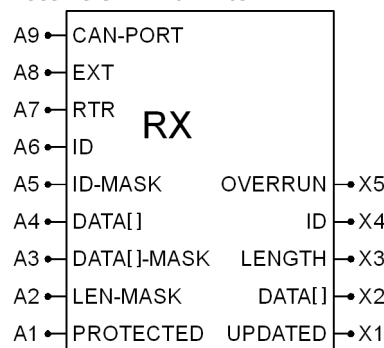 A9 CAN-PORT
A8 EXT
A7 RTR
RX
A6 ID
A5 ID-MASK OVERRUN X5
A4 DATA[] ID X4
A3 DATA[]-MASK LENGTH X3
A2 LEN-MASK DATA[] X2
A1 PROTECTED UPDATED X1